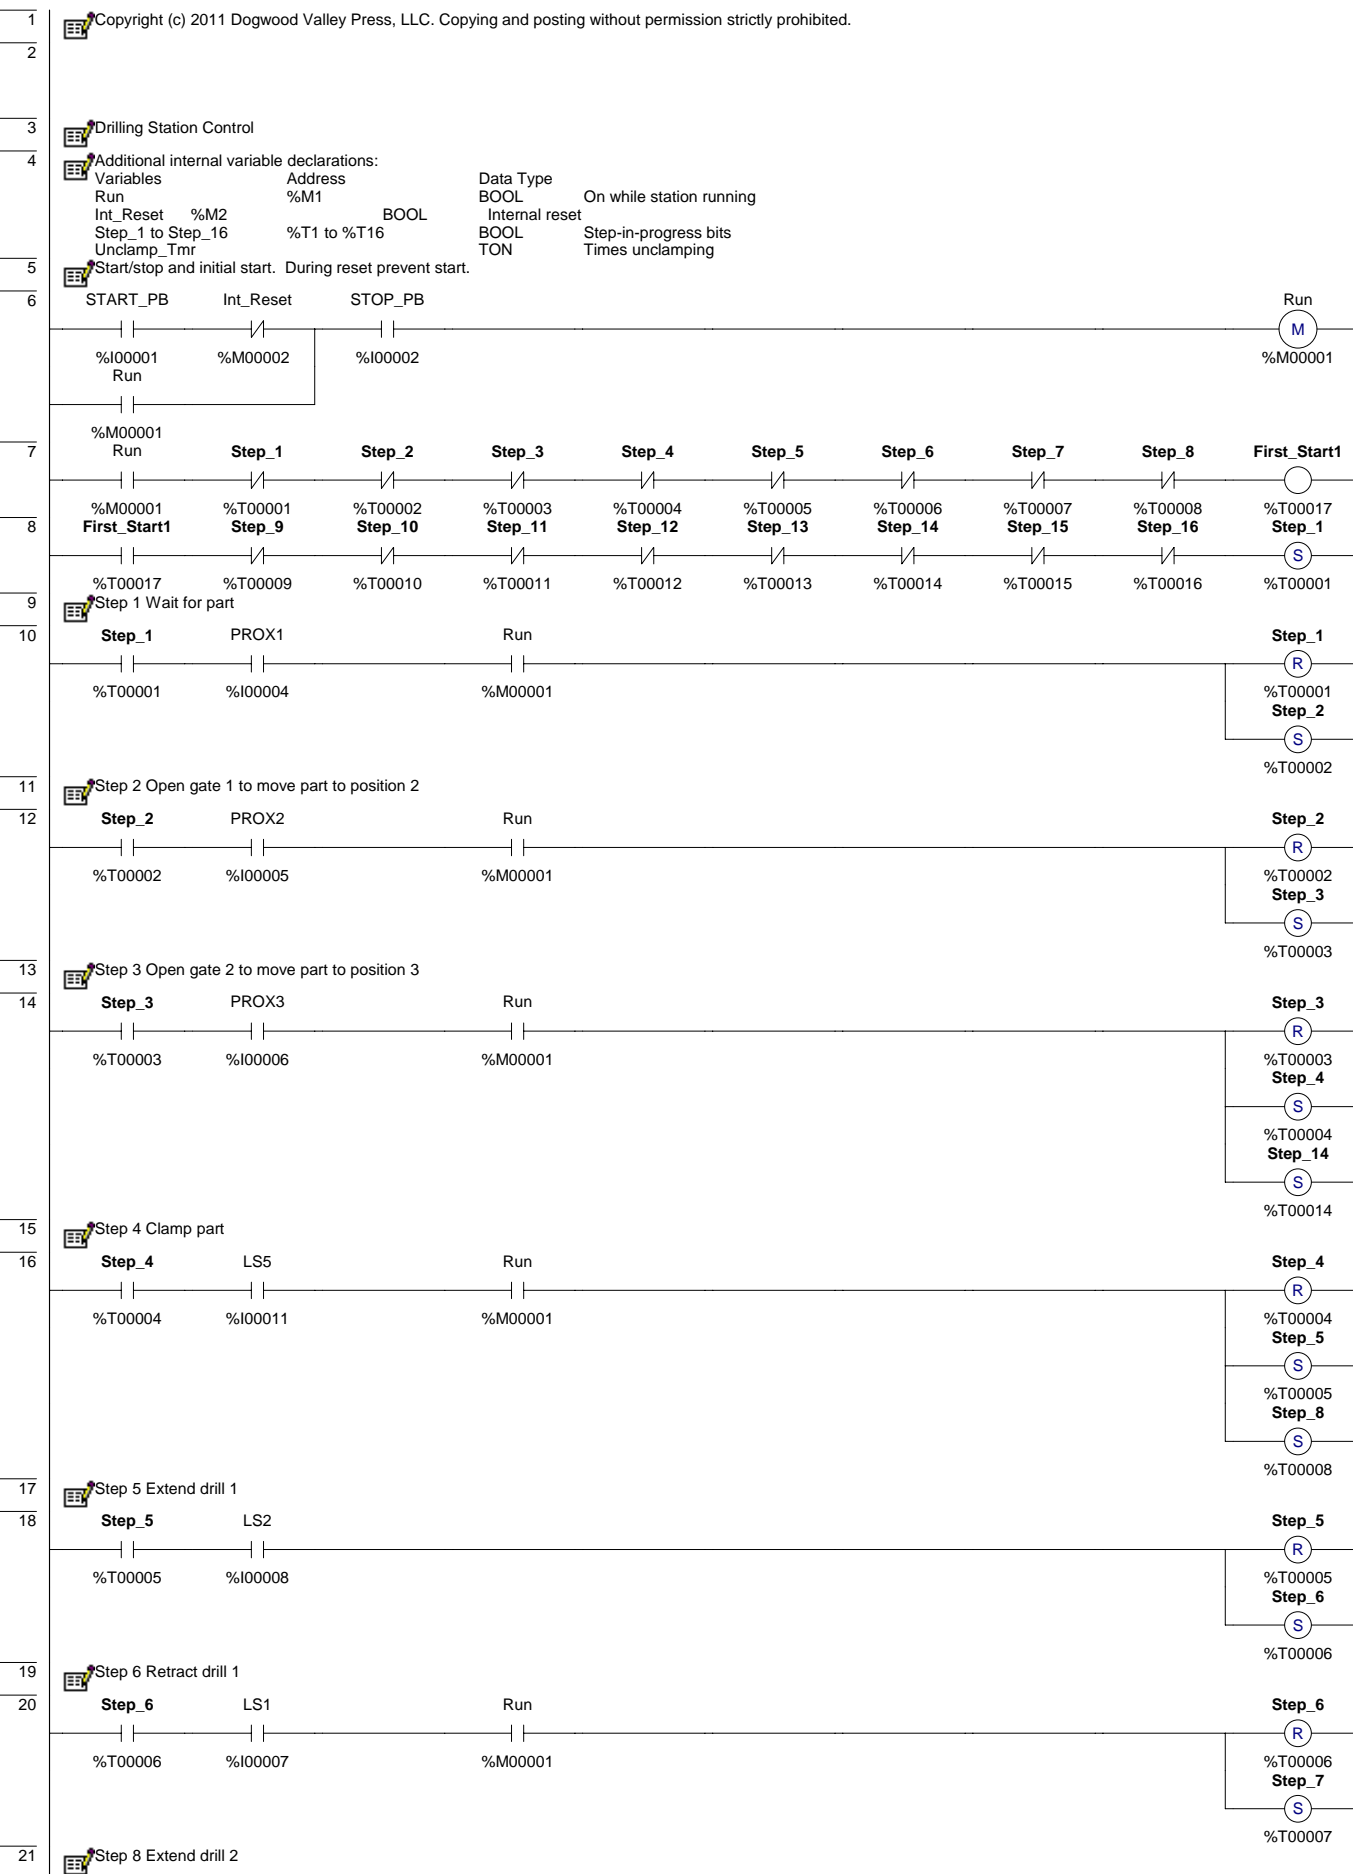 1 Copyright (c) 2011 Dogwood Valley Press, LLC. Copying and posting without permission strictly prohibited.
2
3 Drilling Station Control
4 Additional internal variable declarations:
Variables Address Data Type
Run %M1 BOOL On while station running
Int_Reset %M2 BOOL Internal reset
Step_1 to Step_16 %T1 to %T16 BOOL Step-in-progress bits
Unclamp_Tmr TON Times unclamping
5 Start/stop and initial start. During reset prevent start.
6 START_PB Int_Reset STOP_PB Run
M
%I00001 %M00002 %I00002 %M00001
Run
%M00001
7 Run Step_1 Step_2 Step_3 Step_4 Step_5 Step_6 Step_7 Step_8 First_Start1
%M00001 %T00001 %T00002 %T00003 %T00004 %T00005 %T00006 %T00007 %T00008 %T00017
8 First_Start1 Step_9 Step_10 Step_11 Step_12 Step_13 Step_14 Step_15 Step_16 Step_1
S
%T00017 %T00009 %T00010 %T00011 %T00012 %T00013 %T00014 %T00015 %T00016 %T00001
9 Step 1 Wait for part
10 Step_1 PROX1 Run Step_1
R
%T00001 %I00004 %M00001 %T00001
Step_2
S
%T00002
11 Step 2 Open gate 1 to move part to position 2
12 Step_2 PROX2 Run Step_2
R
%T00002 %I00005 %M00001 %T00002
Step_3
S
%T00003
13 Step 3 Open gate 2 to move part to position 3
14 Step_3 PROX3 Run Step_3
R
%T00003 %I00006 %M00001 %T00003
Step_4
S
%T00004
Step_14
S
%T00014
15 Step 4 Clamp part
16 Step_4 LS5 Run Step_4
R
%T00004 %I00011 %M00001 %T00004
Step_5
S
%T00005
Step_8
S
%T00008
17 Step 5 Extend drill 1
18 Step_5 LS2 Step_5
R
%T00005 %I00008 %T00005
Step_6
S
%T00006
19 Step 6 Retract drill 1
20 Step_6 LS1 Run Step_6
R
%T00006 %I00007 %M00001 %T00006
Step_7
S
%T00007
21 Step 8 Extend drill 2